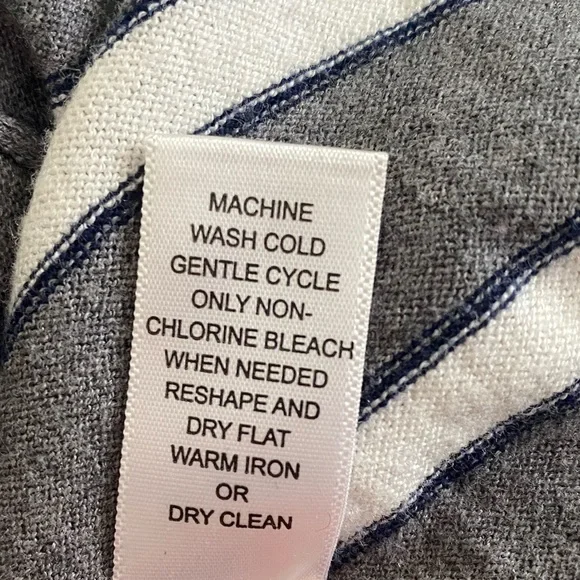 MACHINE
WASH COLD
GENTLE CYCLE
ONLY NON-
CHLORINE BLEACH
WHEN NEEDED
RESHAPE AND
DRY FLAT
WARM IRON
OR
DRY CLEAN